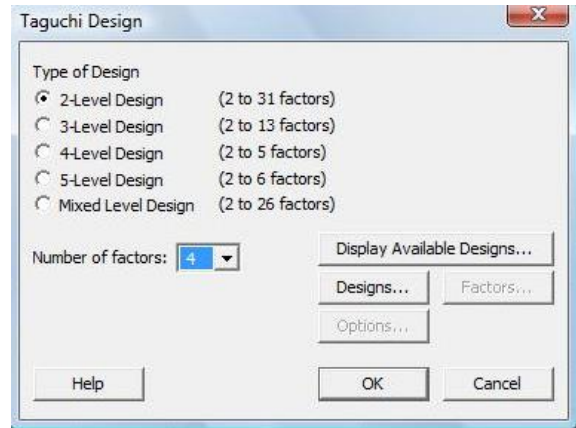 Taguchi Design
Type of Design
2-Level Design (2 to 31 factors)
3-Level Design (2 to 13 factors)
4-Level Design (2 to 5 factors)
5-Level Design (2 to 6 factors)
Mixed Level Design (2 to 26 factors)
Number of factors: 4
Display Available Designs...
Designs... Factors...
Options...
Help OK Cancel